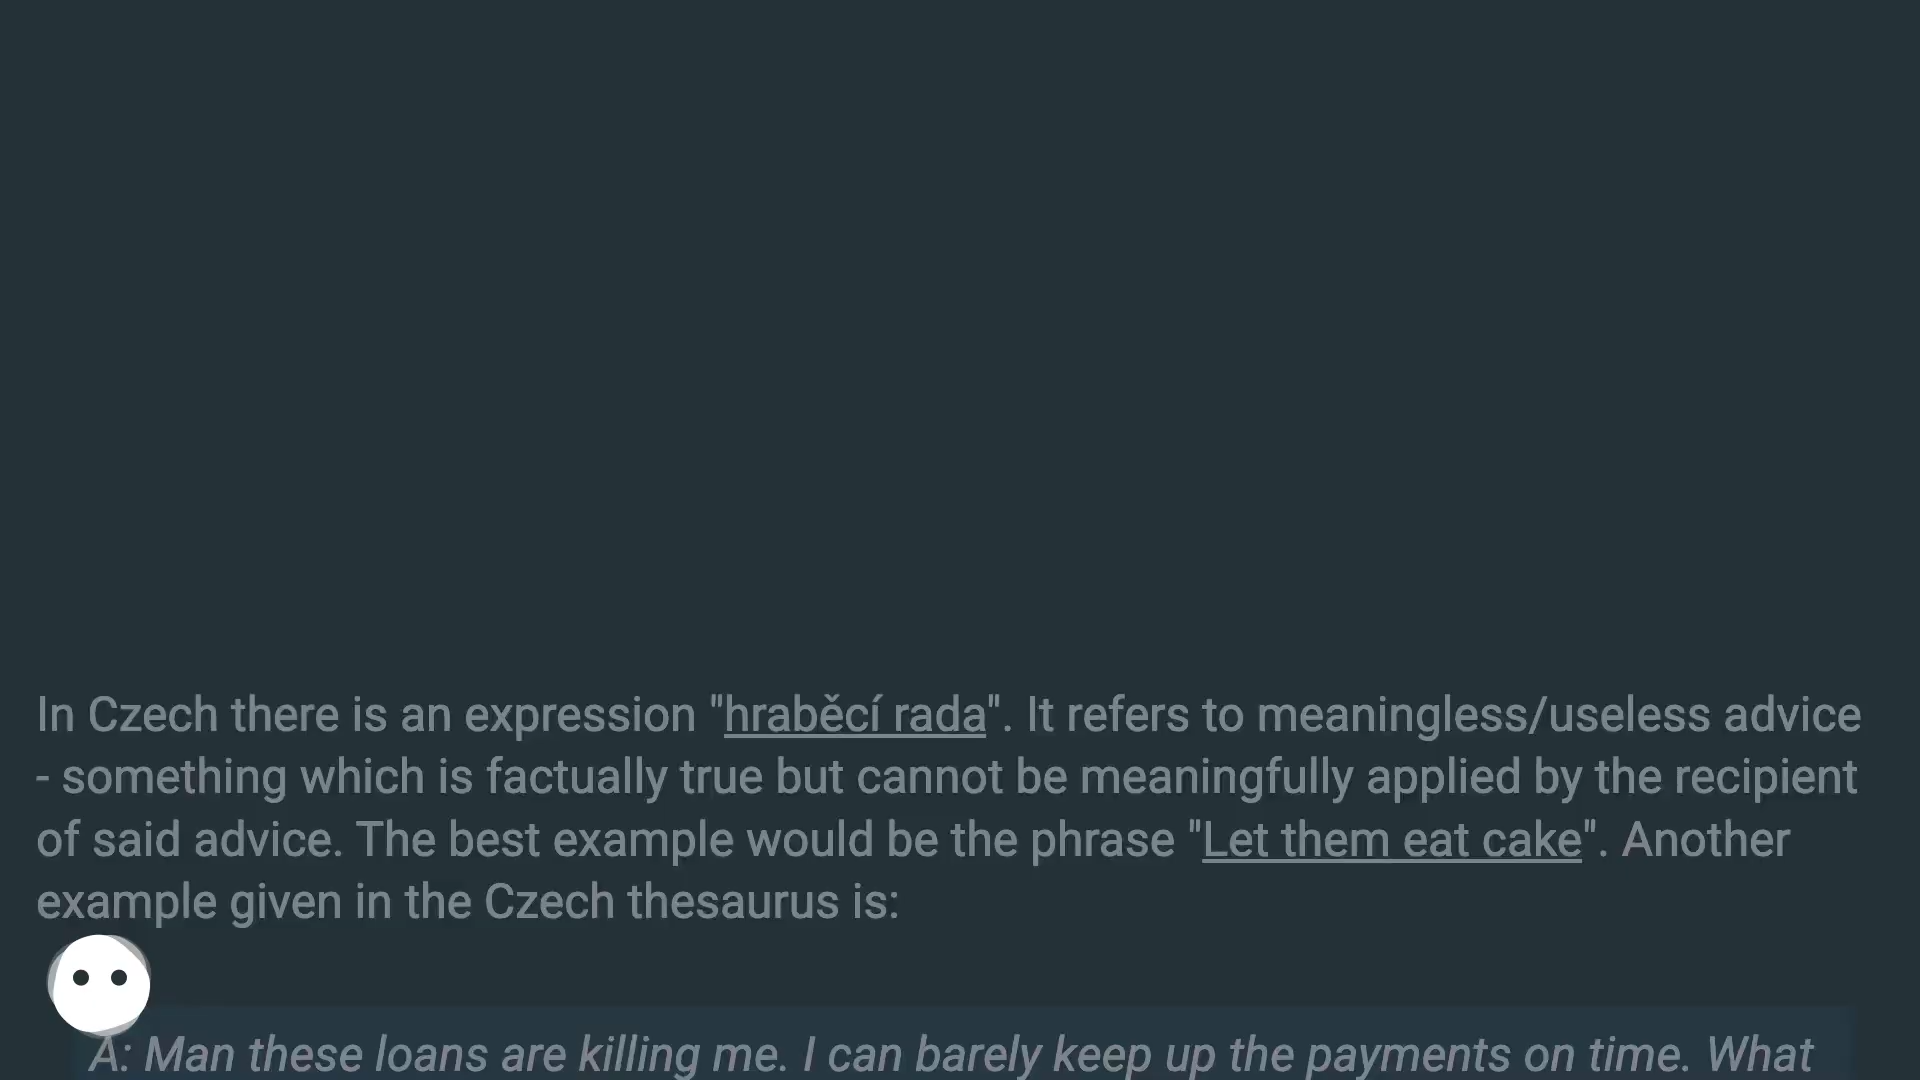 In Czech there is an expression "hraběcí rada". It refers to meaningless/useless advice
- something which is factually true but cannot be meaningfully applied by the recipient
of said advice. The best example would be the phrase "Let them eat cake". Another
example given in the Czech thesaurus is:
A: Man these loans are killing me. I can barely keep up the payments on time. What